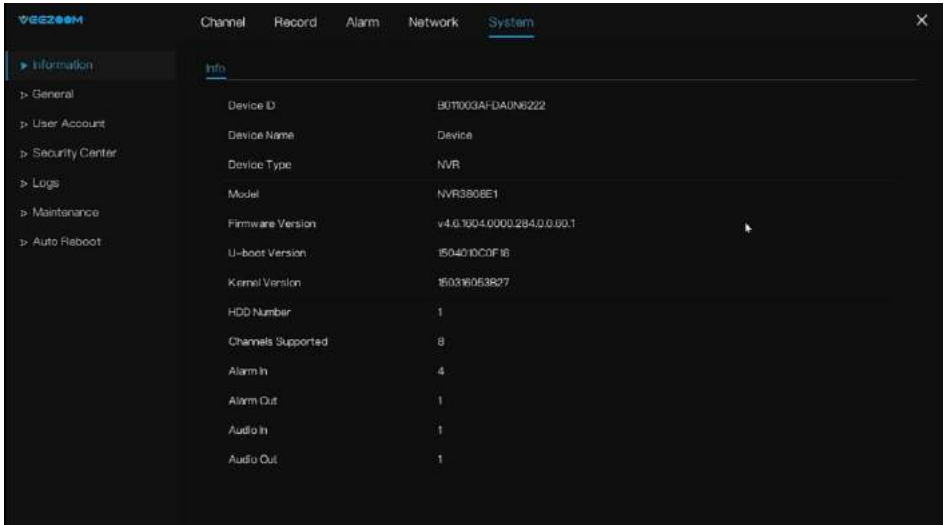 VEEZOOM Channel Record Alarm Network System X
Information
General
User Account
Security Center
Logs
Maintenance
Auto Reboot
Info
Device ID B011003AFDA0N6222
Device Name Device
Device Type NVR
Model NVR3808E1
Firmware Version v4.6.1604.0000.284.0.0.60.1
U-boot Version 1504010C0F16
Kernel Version 150316053B27
HDD Number 1
Channels Supported 8
Alarm In 4
Alarm Out 1
Audio In 1
Audio Out 1